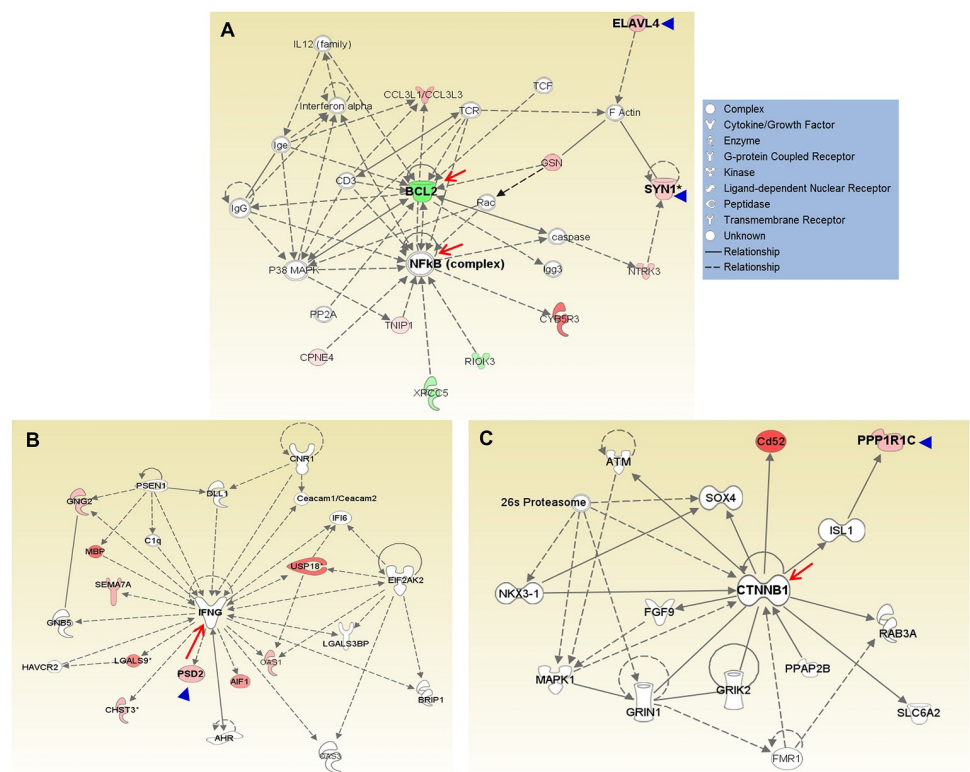 A
ELAVL4
IL12 (family)
CCL3L1/CCL3L3
TCF
Interferon alpha
TCR
F Actin
Ige
GSN
CD3
BCL2
SYN1*
Rac
IgG
caspase
P38 MAPK
NFkB (complex)
Igg3
NTRK3
PP2A
TNIP1
CYB5R3
CPNE4
RIOK3
XRCC5
Complex
Cytokine/Growth Factor
Enzyme
G-protein Coupled Receptor
Kinase
Ligand-dependent Nuclear Receptor
Peptidase
Transmembrane Receptor
Unknown
Relationship
Relationship
B
CNR1
PSEN1
DLL1
GNG2
Ceacam1/Ceacam2
IFI6
C1q
MBP
USP18*
SEMA7A
EIF2AK2
IFNG
GNB5
LGALS3BP
HAVCR2
LGALS9*
OAS1
PSD2
AIF1
BRIP1
CHST3*
AHR
OAS3
C
Cd52
PPP1R1C
ATM
SOX4
26s Proteasome
ISL1
NKX3-1
CTNNB1
FGF9
RAB3A
MAPK1
PPAP2B
GRIK2
GRIN1
SLC6A2
FMR1